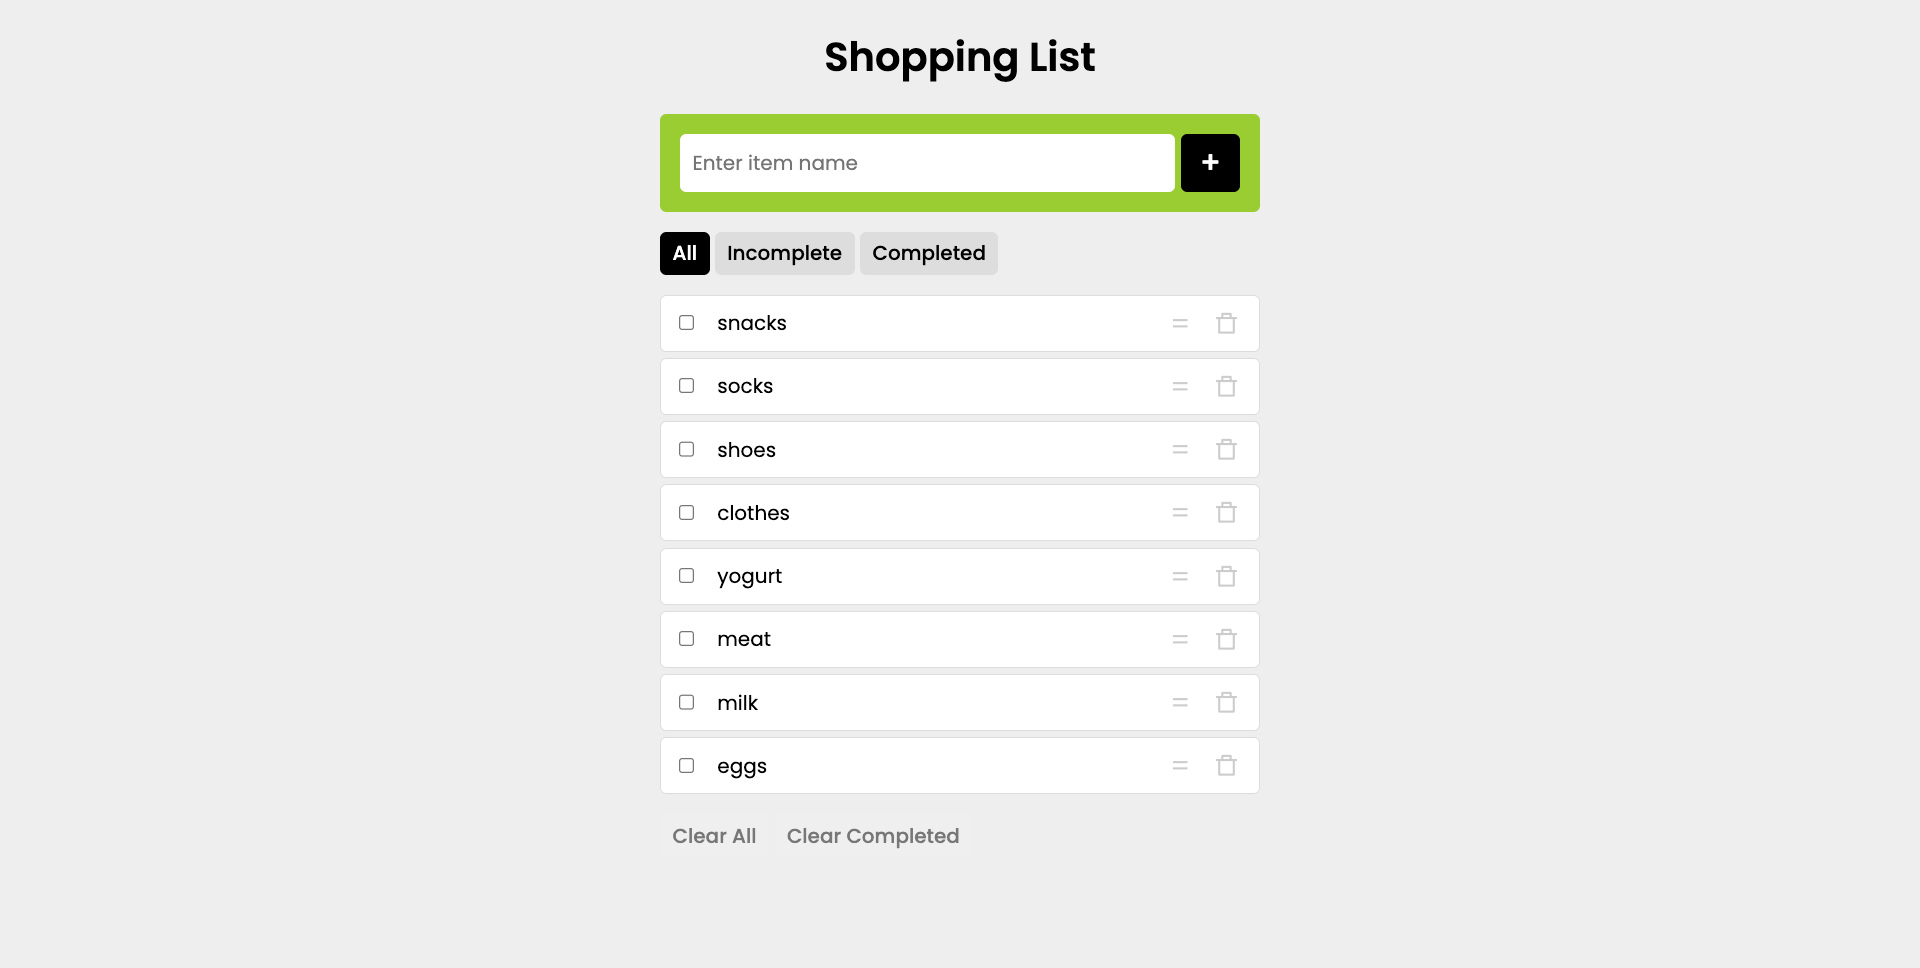 Shopping List
Enter item name
+
All Incomplete Completed
snacks
socks
shoes
clothes
yogurt
meat
milk
eggs
Clear All Clear Completed